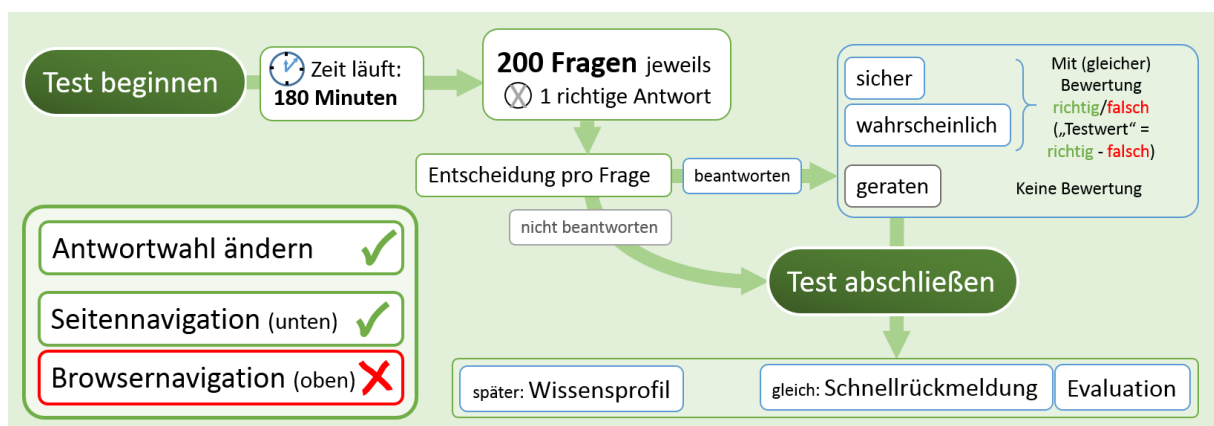 Test beginnen
Zeit läuft:
180 Minuten
200 Fragen jeweils
1 richtige Antwort
Entscheidung pro Frage
beantworten
nicht beantworten
sicher
wahrscheinlich
geraten
Mit (gleicher)
Bewertung
richtig/falsch
(„Testwert“ =
richtig - falsch)
Keine Bewertung
Antwortwahl ändern
Seitennavigation (unten)
Browsernavigation (oben)
Test abschließen
später: Wissensprofil
gleich: Schnellrückmeldung
Evaluation